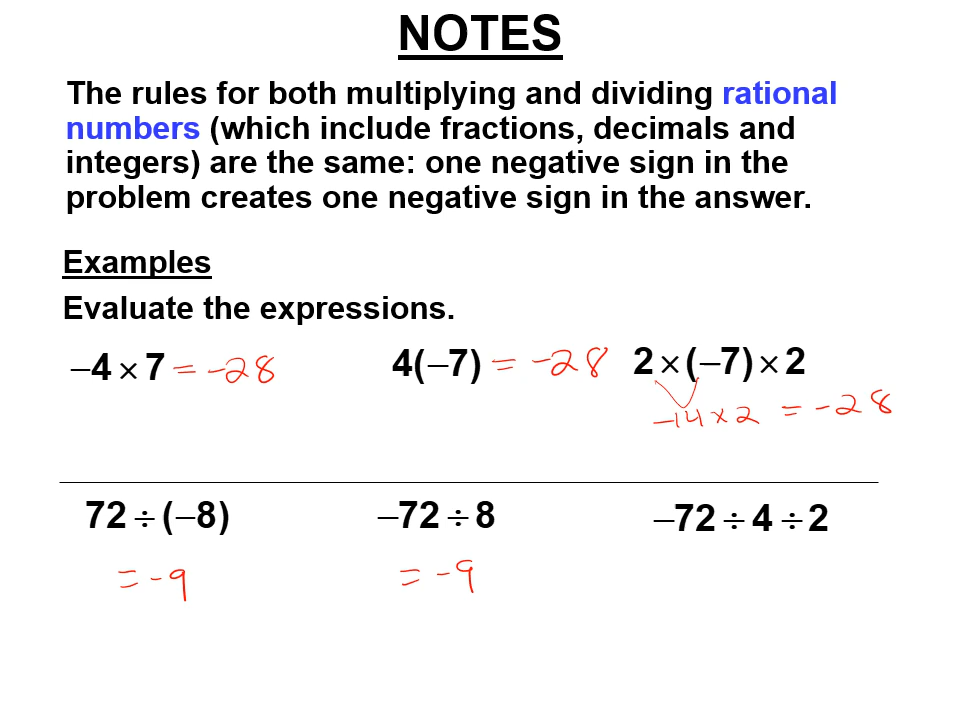 NOTES
The rules for both multiplying and dividing rational
numbers (which include fractions, decimals and
integers) are the same: one negative sign in the
problem creates one negative sign in the answer.
Examples
Evaluate the expressions.
−4 × 7 = -28
4(−7) = -28
2 × (−7) × 2
-14 × 2 = -28
72 ÷ (−8)
= -9
−72 ÷ 8
= -9
−72 ÷ 4 ÷ 2